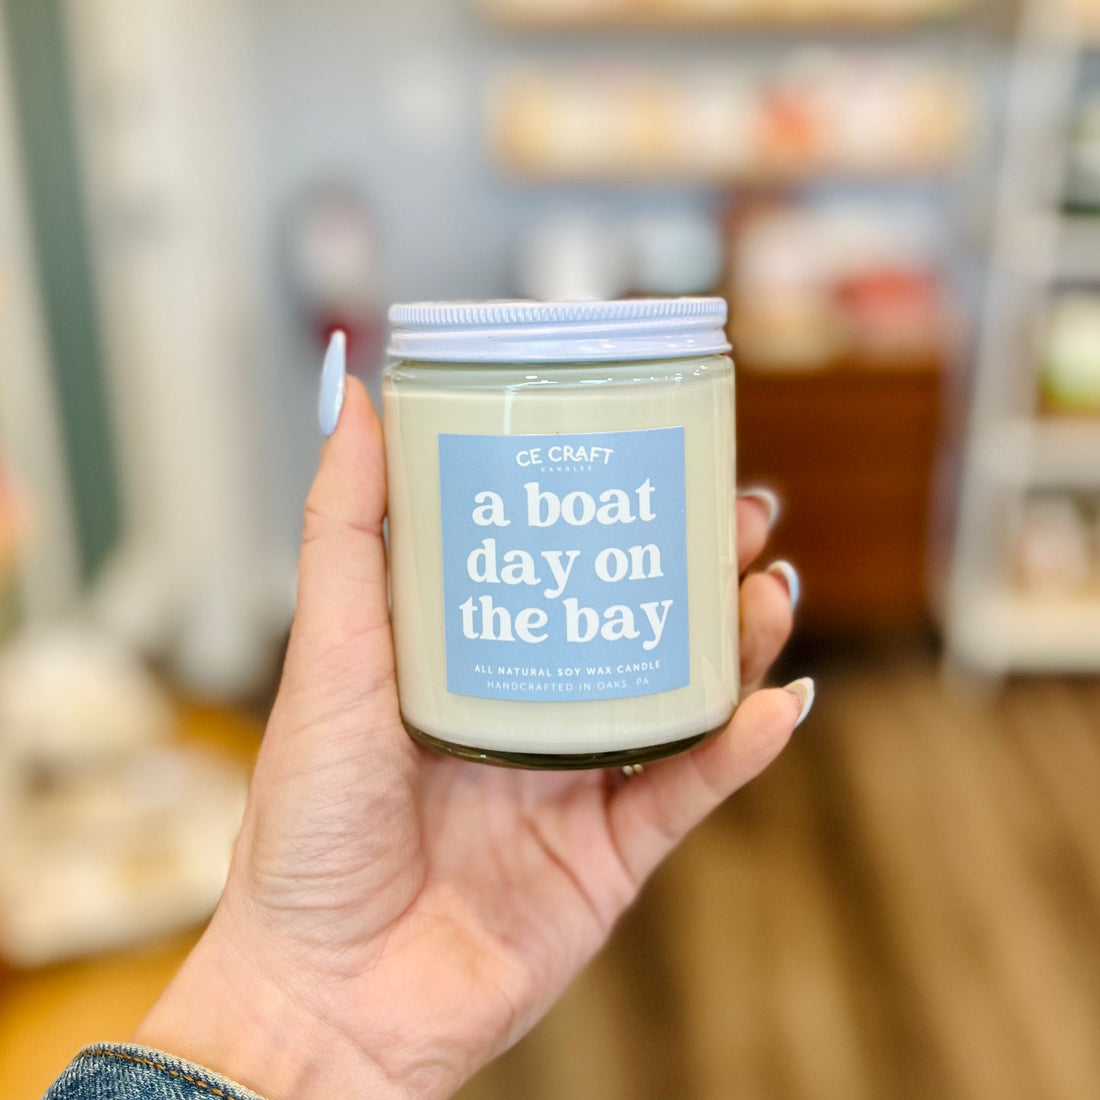 CE CRAFT
CANDLES
a boat
day on
the bay
ALL NATURAL SOY WAX CANDLE
HANDCRAFTED IN OAKS, PA